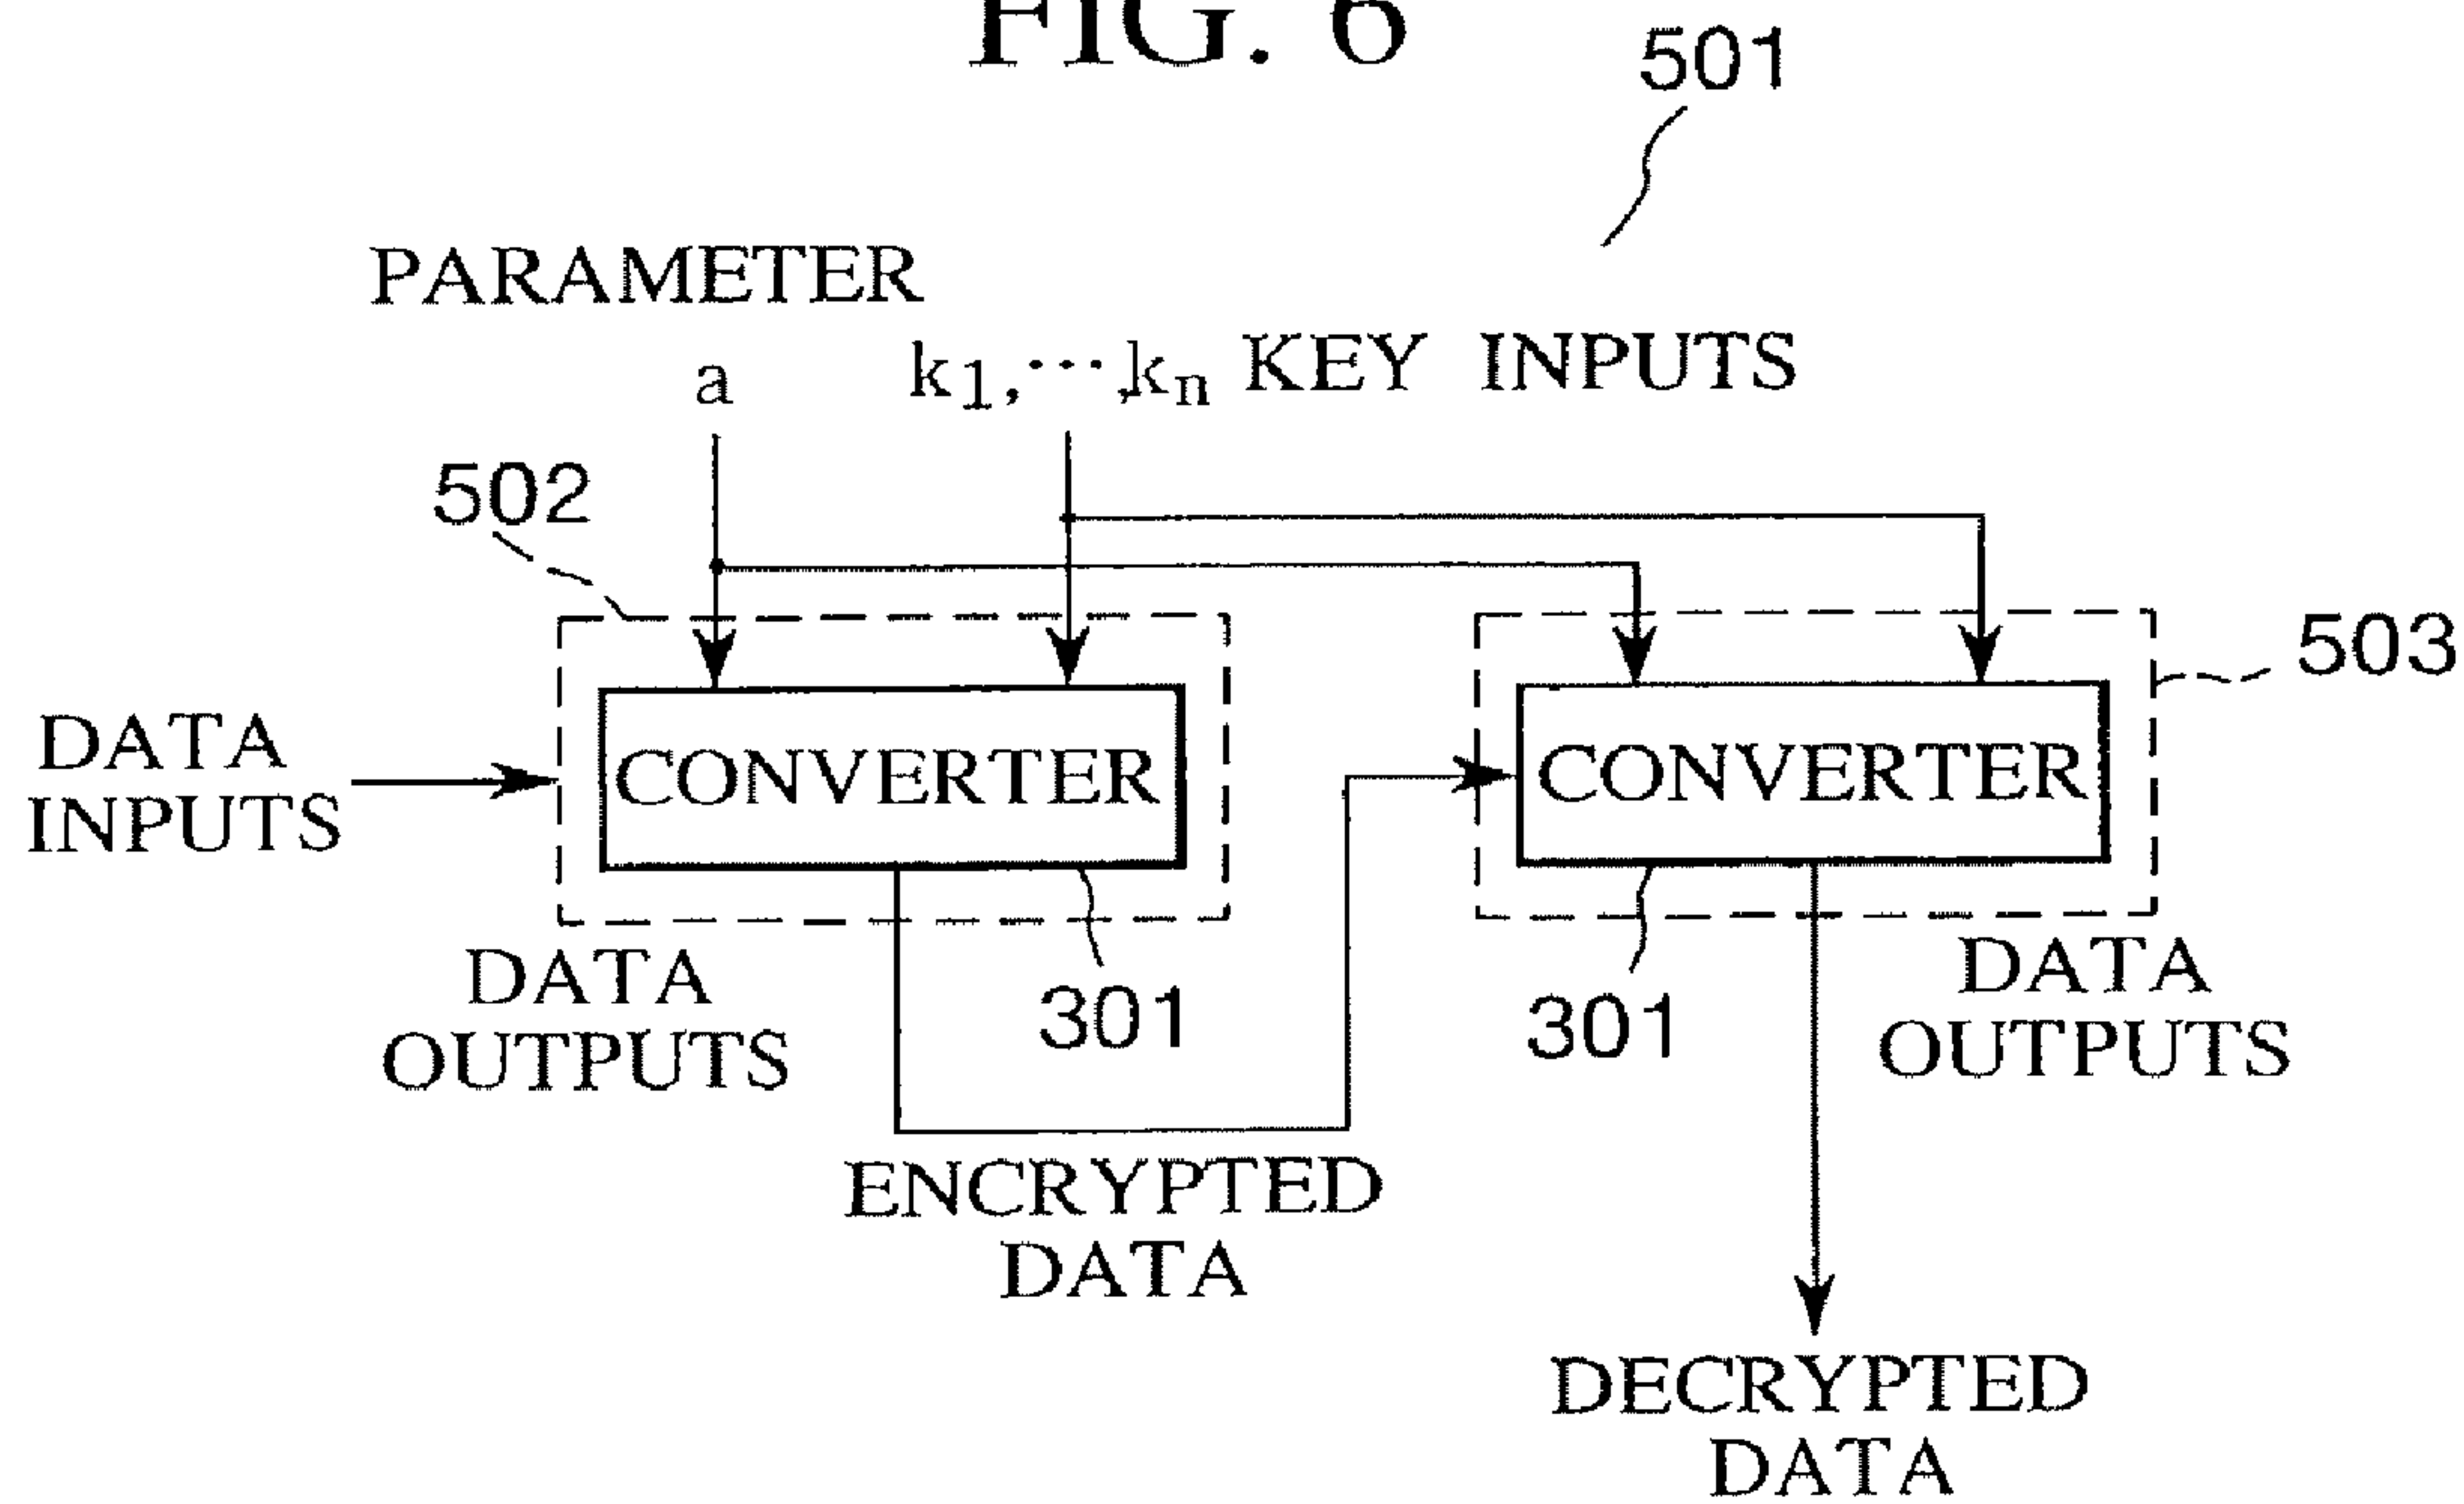 FIG. 6
501
PARAMETER
a
k1,···,kn KEY INPUTS
502
503
DATA
INPUTS
CONVERTER
CONVERTER
DATA
OUTPUTS
301
301
DATA
OUTPUTS
ENCRYPTED
DATA
DECRYPTED
DATA